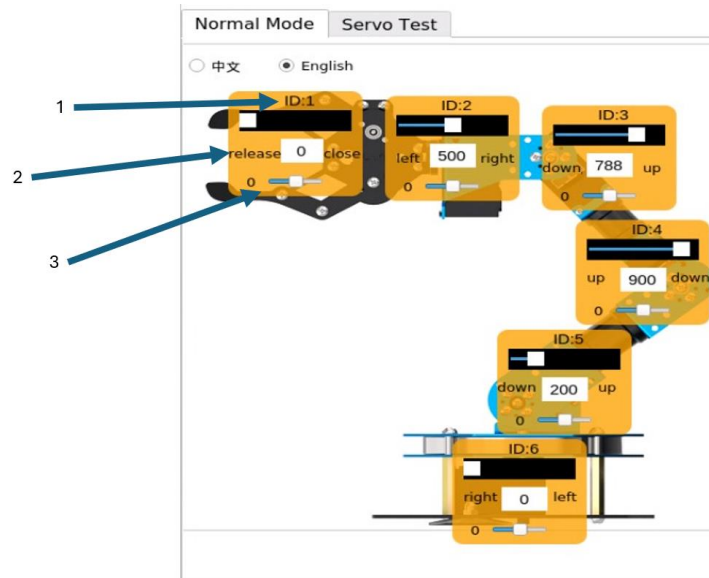 Normal Mode Servo Test
中文 English
1
ID:1
release 0 close
0
2
3
ID:2
left 500 right
0
ID:3
down 788 up
0
ID:4
up 900 down
0
ID:5
down 200 up
0
ID:6
right 0 left
0